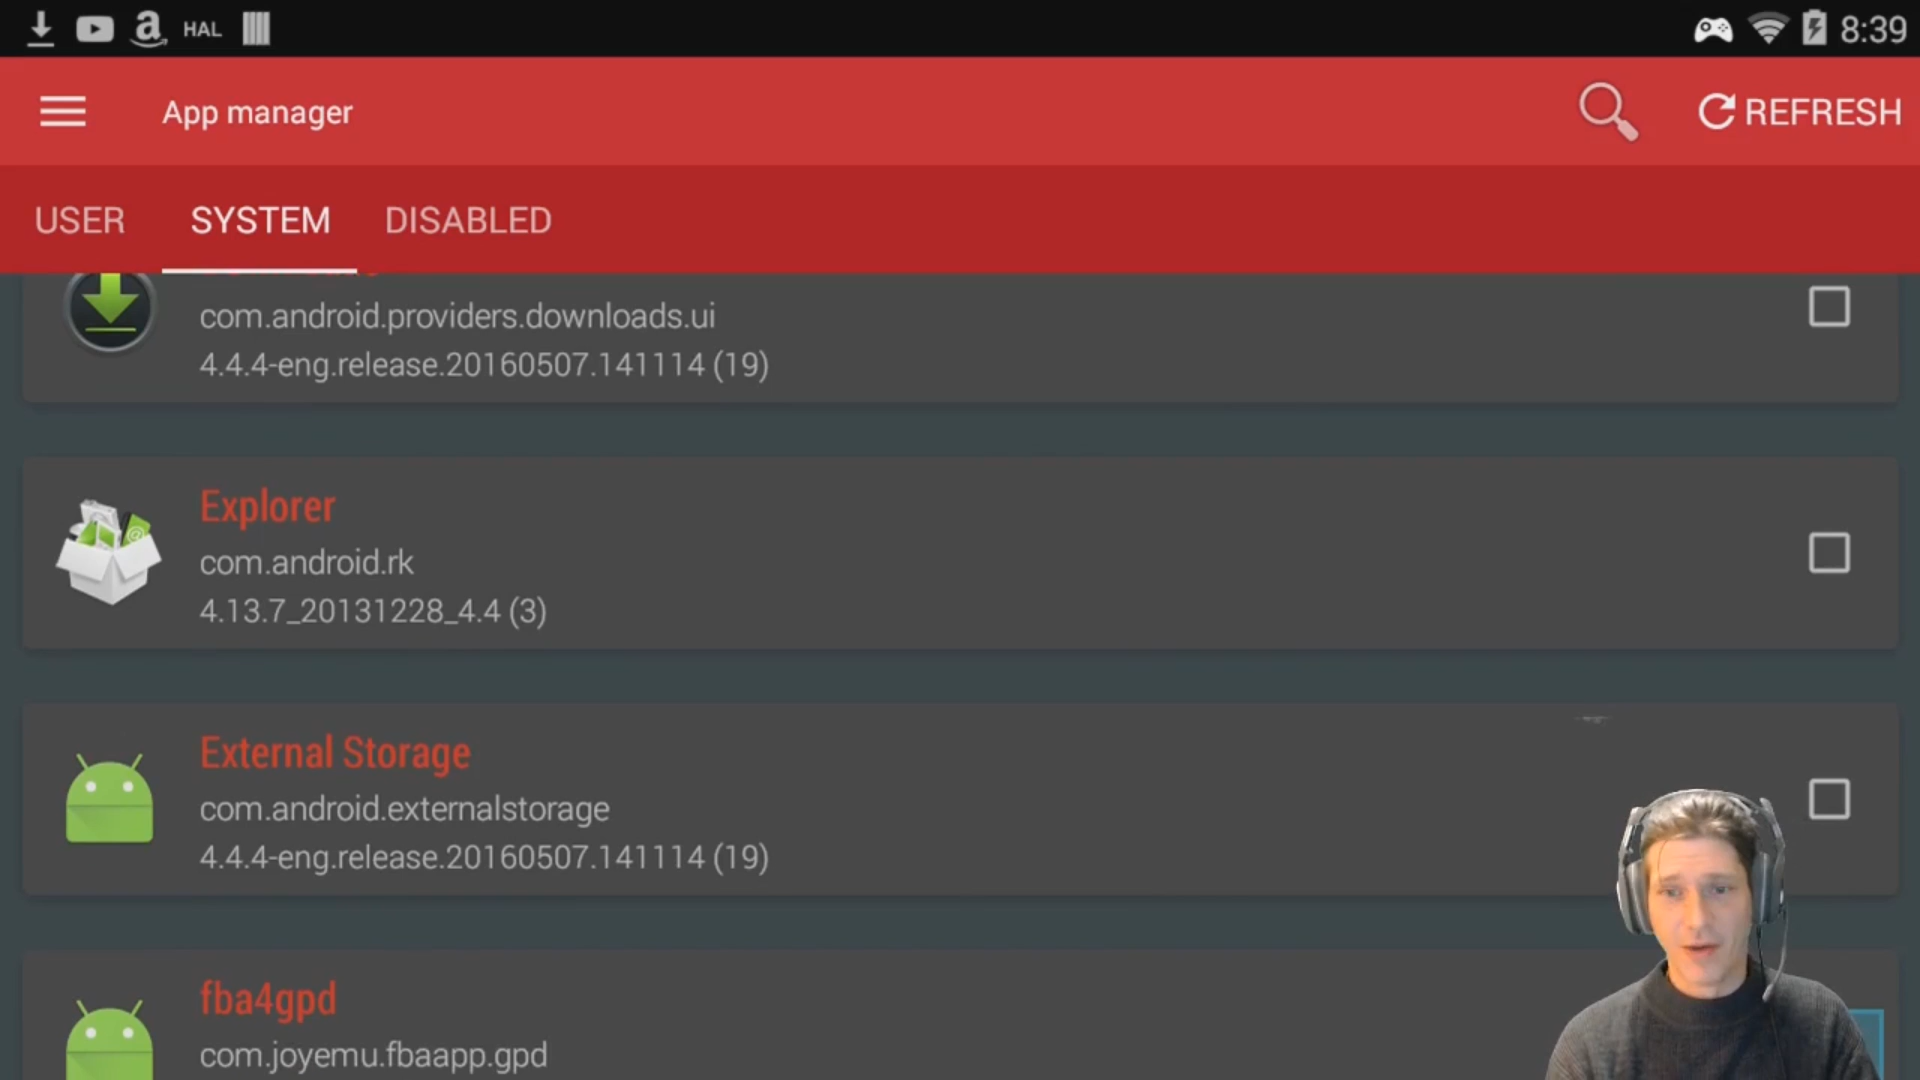 HAL
8:39
App manager
REFRESH
USER
SYSTEM
DISABLED
com.android.providers.downloads.ui
4.4.4-eng.release.20160507.141114 (19)
Explorer
com.android.rk
4.13.7_20131228_4.4 (3)
External Storage
com.android.externalstorage
4.4.4-eng.release.20160507.141114 (19)
fba4gpd
com.joyemu.fbaapp.gpd